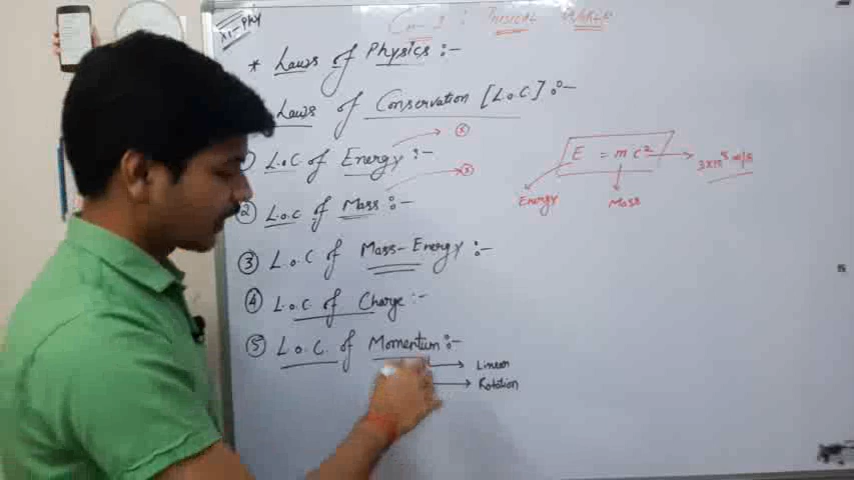 XI-PHY
CH-1 : PHYSICAL WORLD
* Laws of Physics :-
Laws of Conservation [L.O.C] :-
L.O.C of Energy :-
② L.O.C of Mass :-
③ L.O.C of Mass-Energy :-
④ L.O.C. of Charge :-
⑤ L.O.C. of Momentum :-
Linear
Rotation
E = mc²
3×10⁸ m/s
Energy
Mass